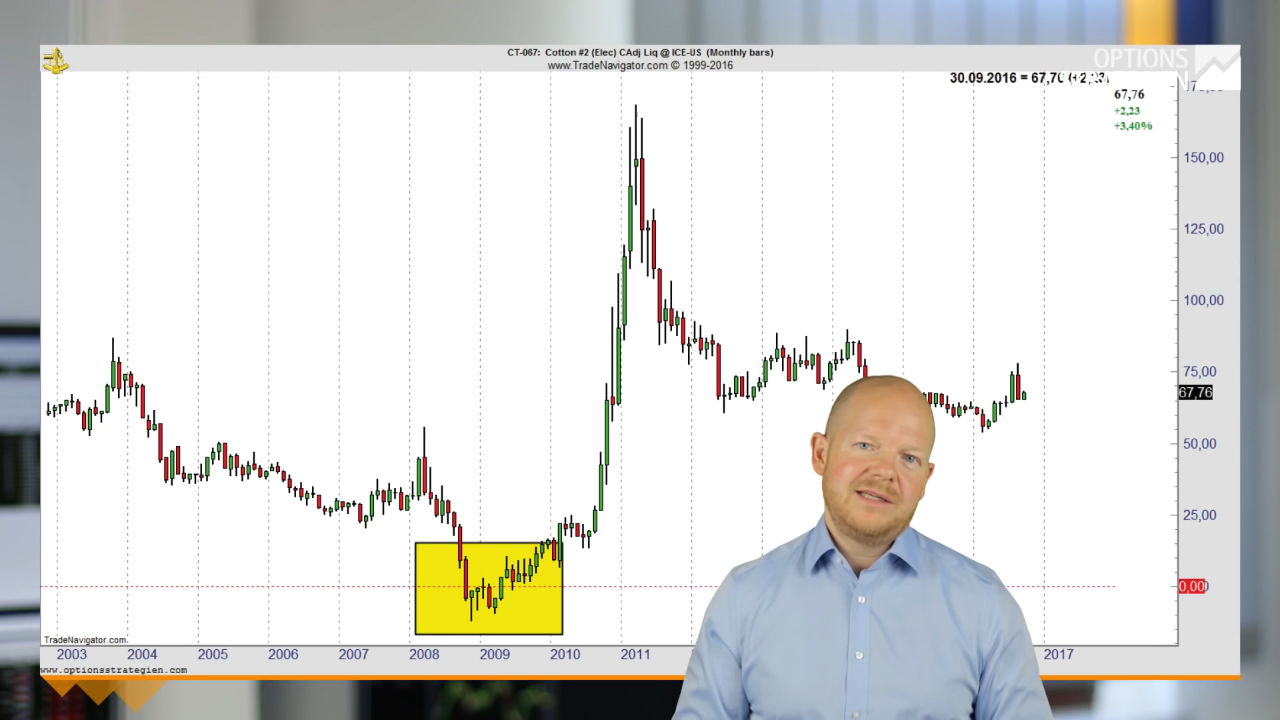 CT-067: Cotton #2 (Elec) CAdj Liq @ ICE-US (Monthly bars)
www.TradeNavigator.com © 1999-2016
OPTIONS
30.09.2016 = 67,76 (+2,23)
67,76
+2,23
+3,40%
150,00
125,00
100,00
75,00
67,76
50,00
25,00
0,00
TradeNavigator.com
2003 2004 2005 2006 2007 2008 2009 2010 2011 2017
www.optionsstrategien.com